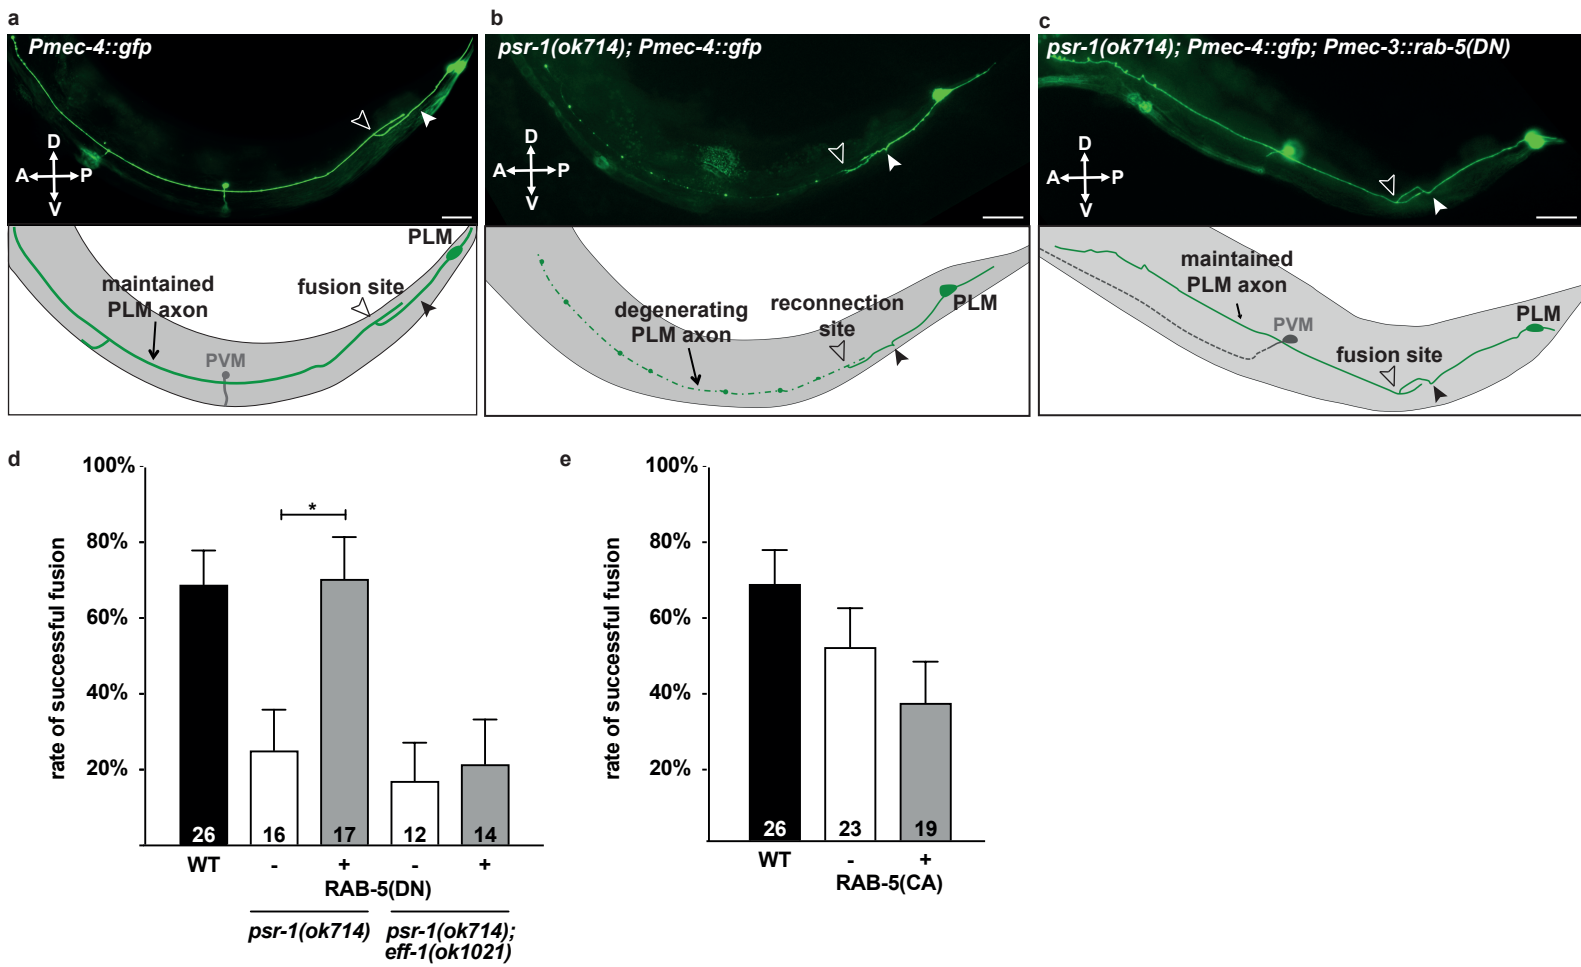 a
Pmec-4::gfp
D
A P
V
PLM
maintained
PLM axon
fusion site
PVM
b
psr-1(ok714); Pmec-4::gfp
D
A P
V
degenerating
PLM axon
reconnection
site
PLM
c
psr-1(ok714); Pmec-4::gfp; Pmec-3::rab-5(DN)
D
A P
V
maintained
PLM axon
PVM
PLM
fusion site
d
rate of successful fusion
100%
80%
60%
40%
20%
*
26 16 17 12 14
WT - + - +
RAB-5(DN)
psr-1(ok714) psr-1(ok714);
eff-1(ok1021)
e
rate of successful fusion
100%
80%
60%
40%
20%
26 23 19
WT - +
RAB-5(CA)